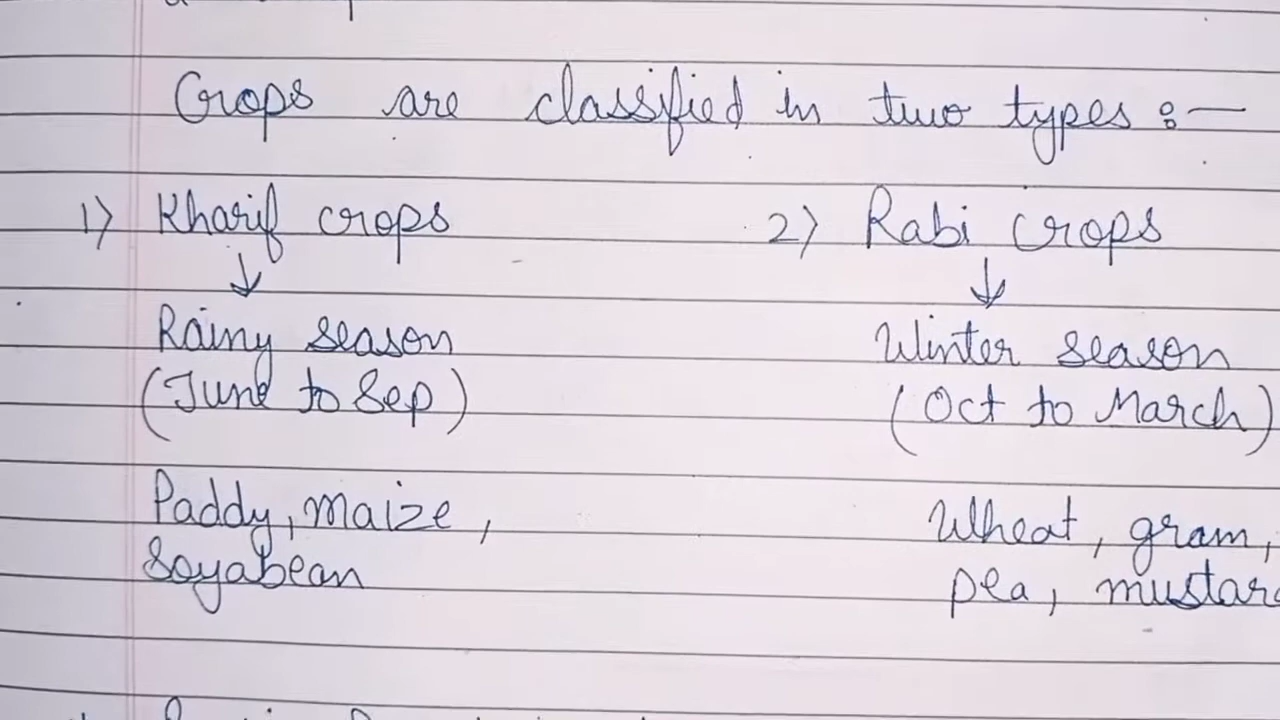 Crops are classified in two types :—
1) Kharif crops
↓
Rainy season
(June to Sep)
Paddy, maize,
Soyabean
2) Rabi crops
↓
Winter season
(Oct to March)
Wheat, gram,
pea, mustard